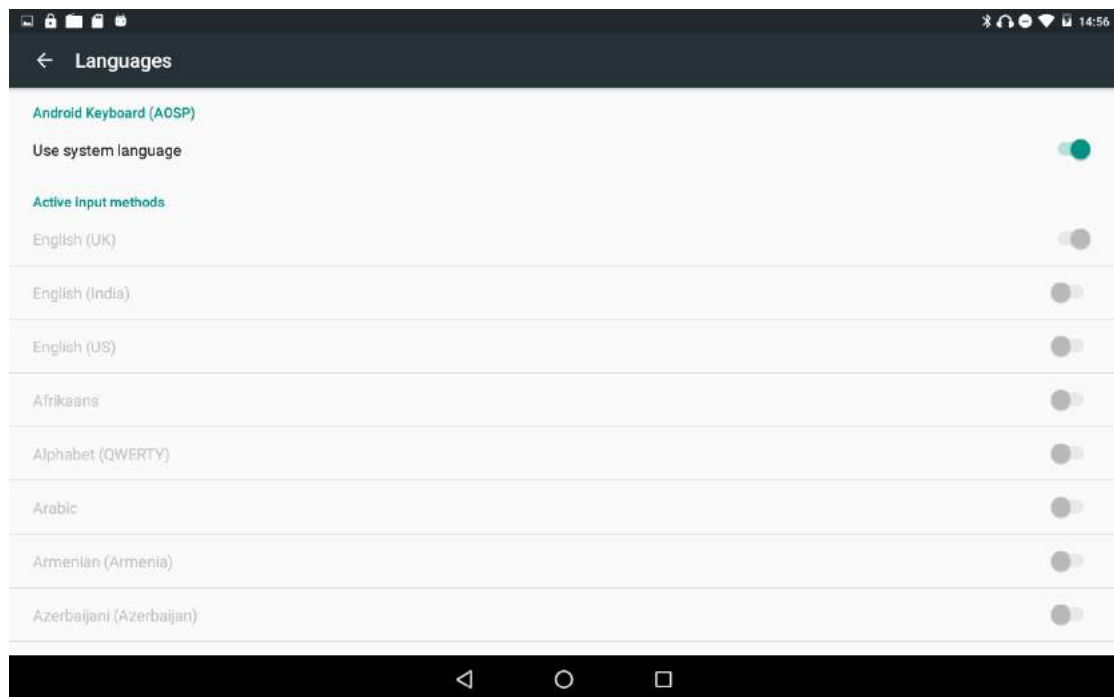 14:56
Languages
Android Keyboard (AOSP)
Use system language
Active input methods
English (UK)
English (India)
English (US)
Afrikaans
Alphabet (QWERTY)
Arabic
Armenian (Armenia)
Azerbaijani (Azerbaijan)